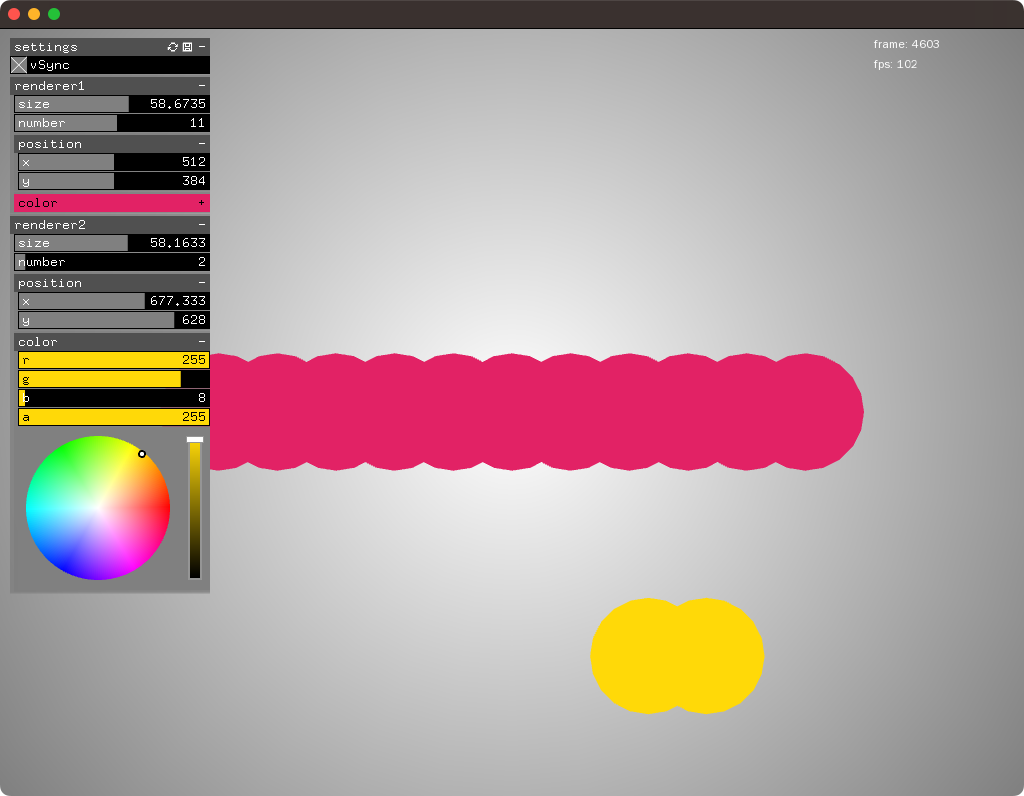 settings
vSync
renderer1
size 58.6735
number 11
position
x 512
y 384
color
renderer2
size 58.1633
number 2
position
x 677.333
y 628
color
r 255
g
b 8
a 255
frame: 4603
fps: 102